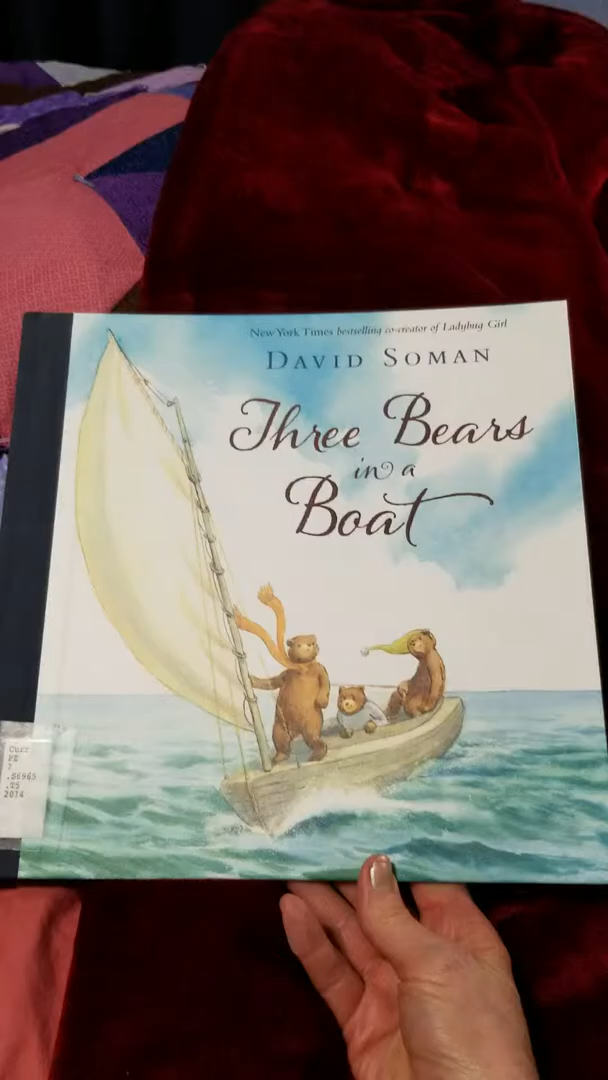 New York Times bestselling co-creator of Ladybug Girl
DAVID SOMAN
Three Bears
in a
Boat
Curr
PZ
7
.S6965
.T5
2014